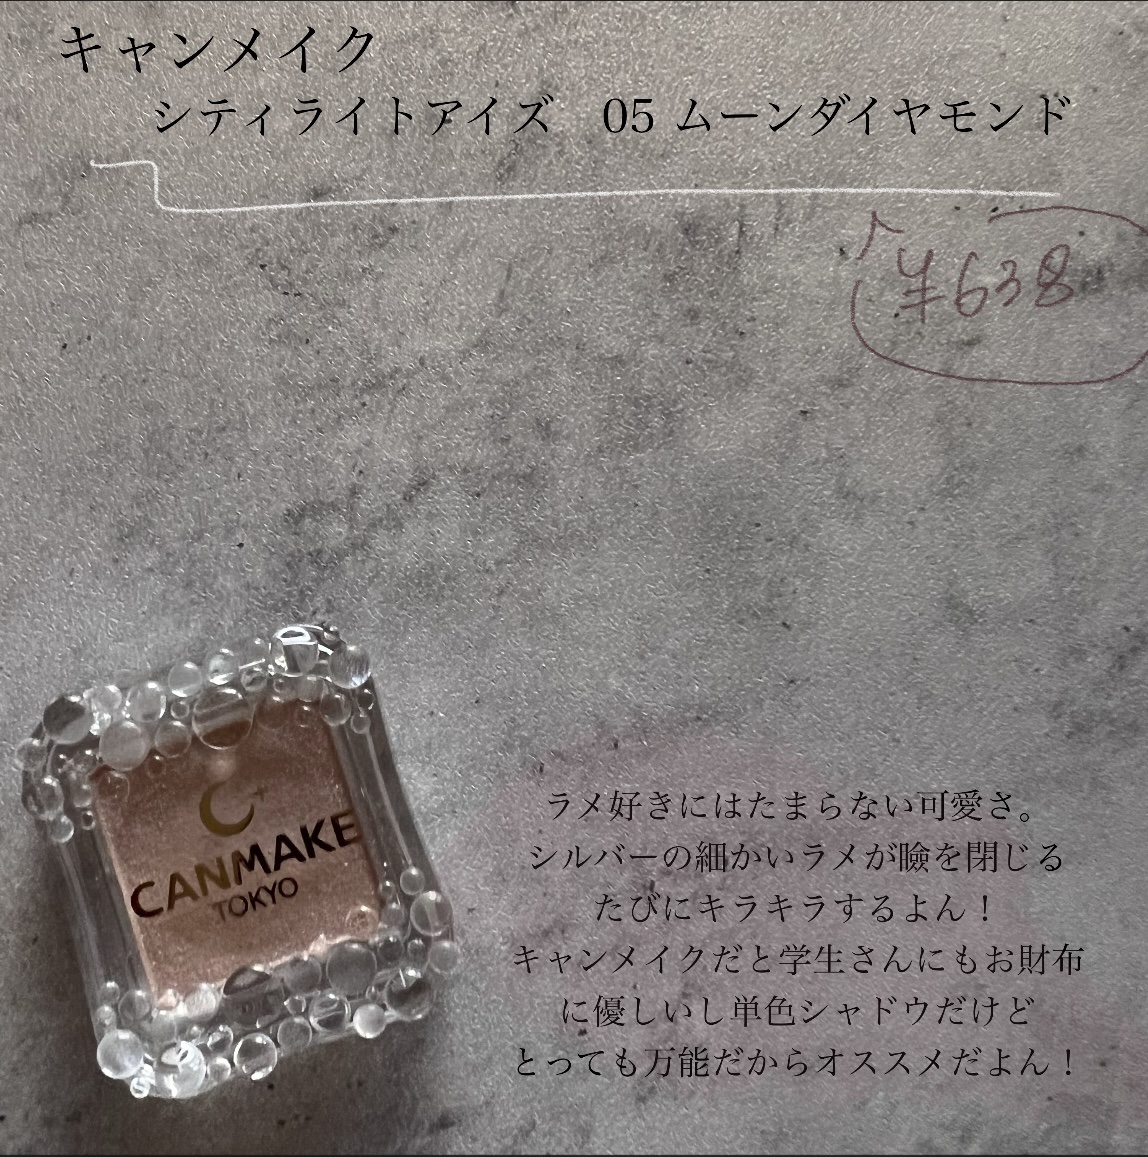 キャンメイク
シティライトアイズ　05 ムーンダイヤモンド
¥638
CANMAKE
TOKYO
ラメ好きにはたまらない可愛さ。
シルバーの細かいラメが瞼を閉じる
たびにキラキラするよん！
キャンメイクだと学生さんにもお財布
に優しいし単色シャドウだけど
とっても万能だからオススメだよん！